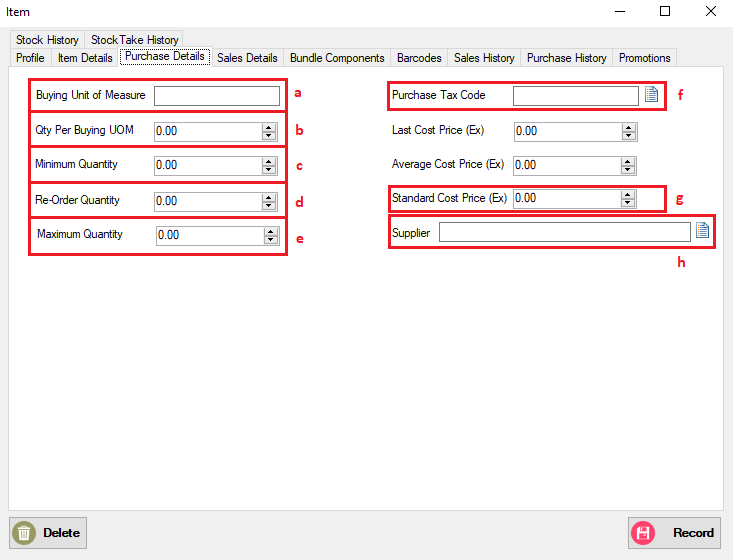 Item
Stock History StockTake History
Profile Item Details Purchase Details Sales Details Bundle Components Barcodes Sales History Purchase History Promotions
Buying Unit of Measure a Purchase Tax Code f
Qty Per Buying UOM 0.00 b Last Cost Price (Ex) 0.00
Minimum Quantity 0.00 c Average Cost Price (Ex) 0.00
Re-Order Quantity 0.00 d Standard Cost Price (Ex) 0.00 g
Maximum Quantity 0.00 e Supplier h
Delete Record